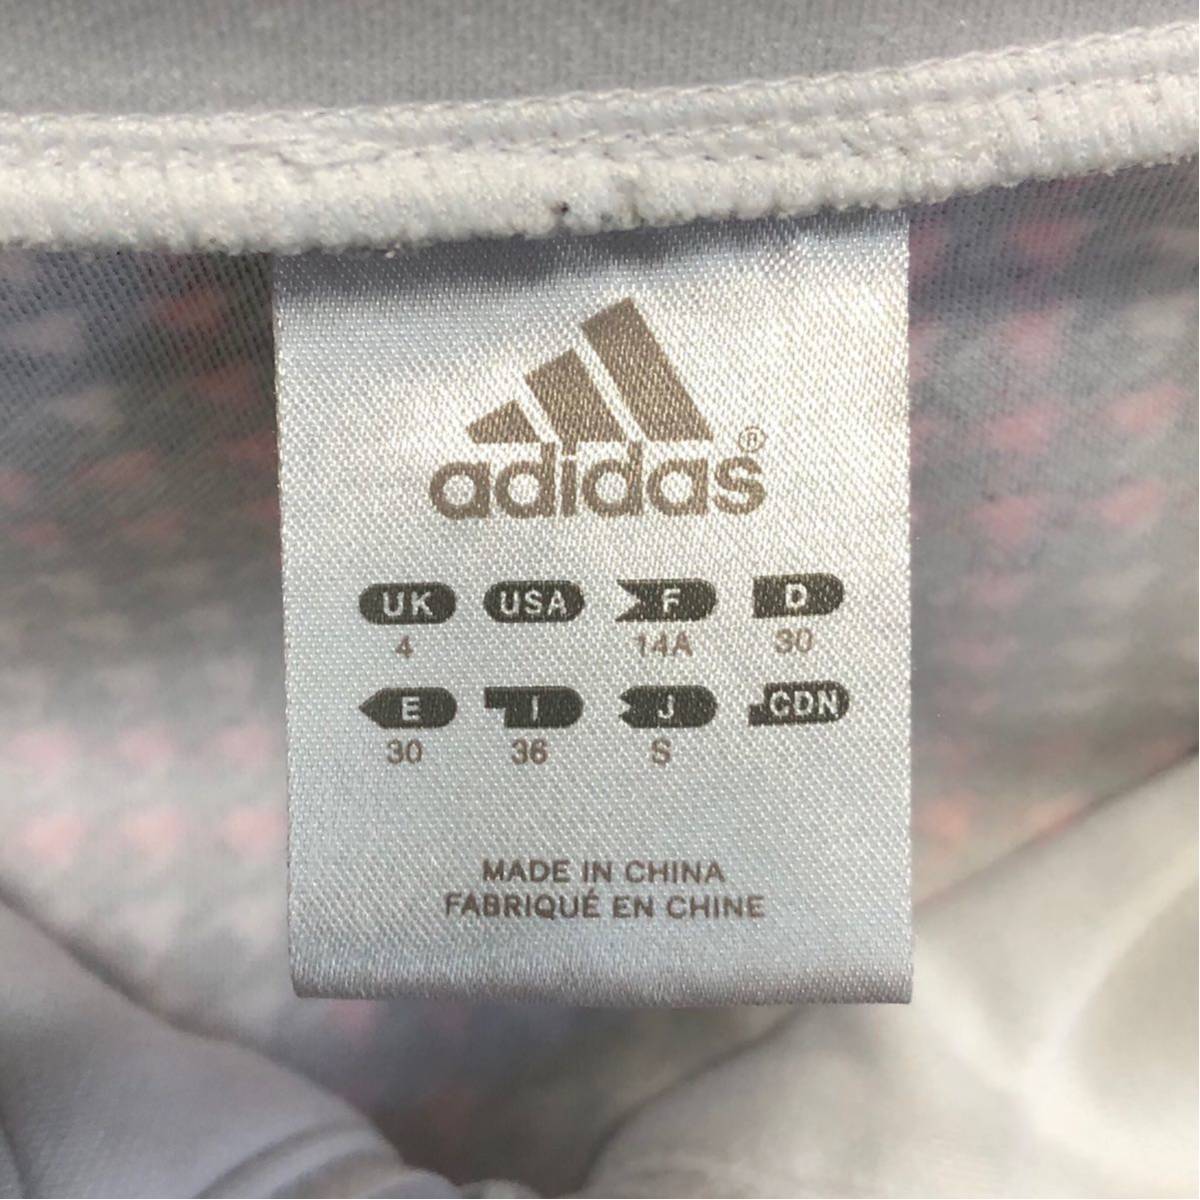 adidas®
UK USA F D
4 14A 30
E I J CDN
30 36 S
MADE IN CHINA
FABRIQUÉ EN CHINE